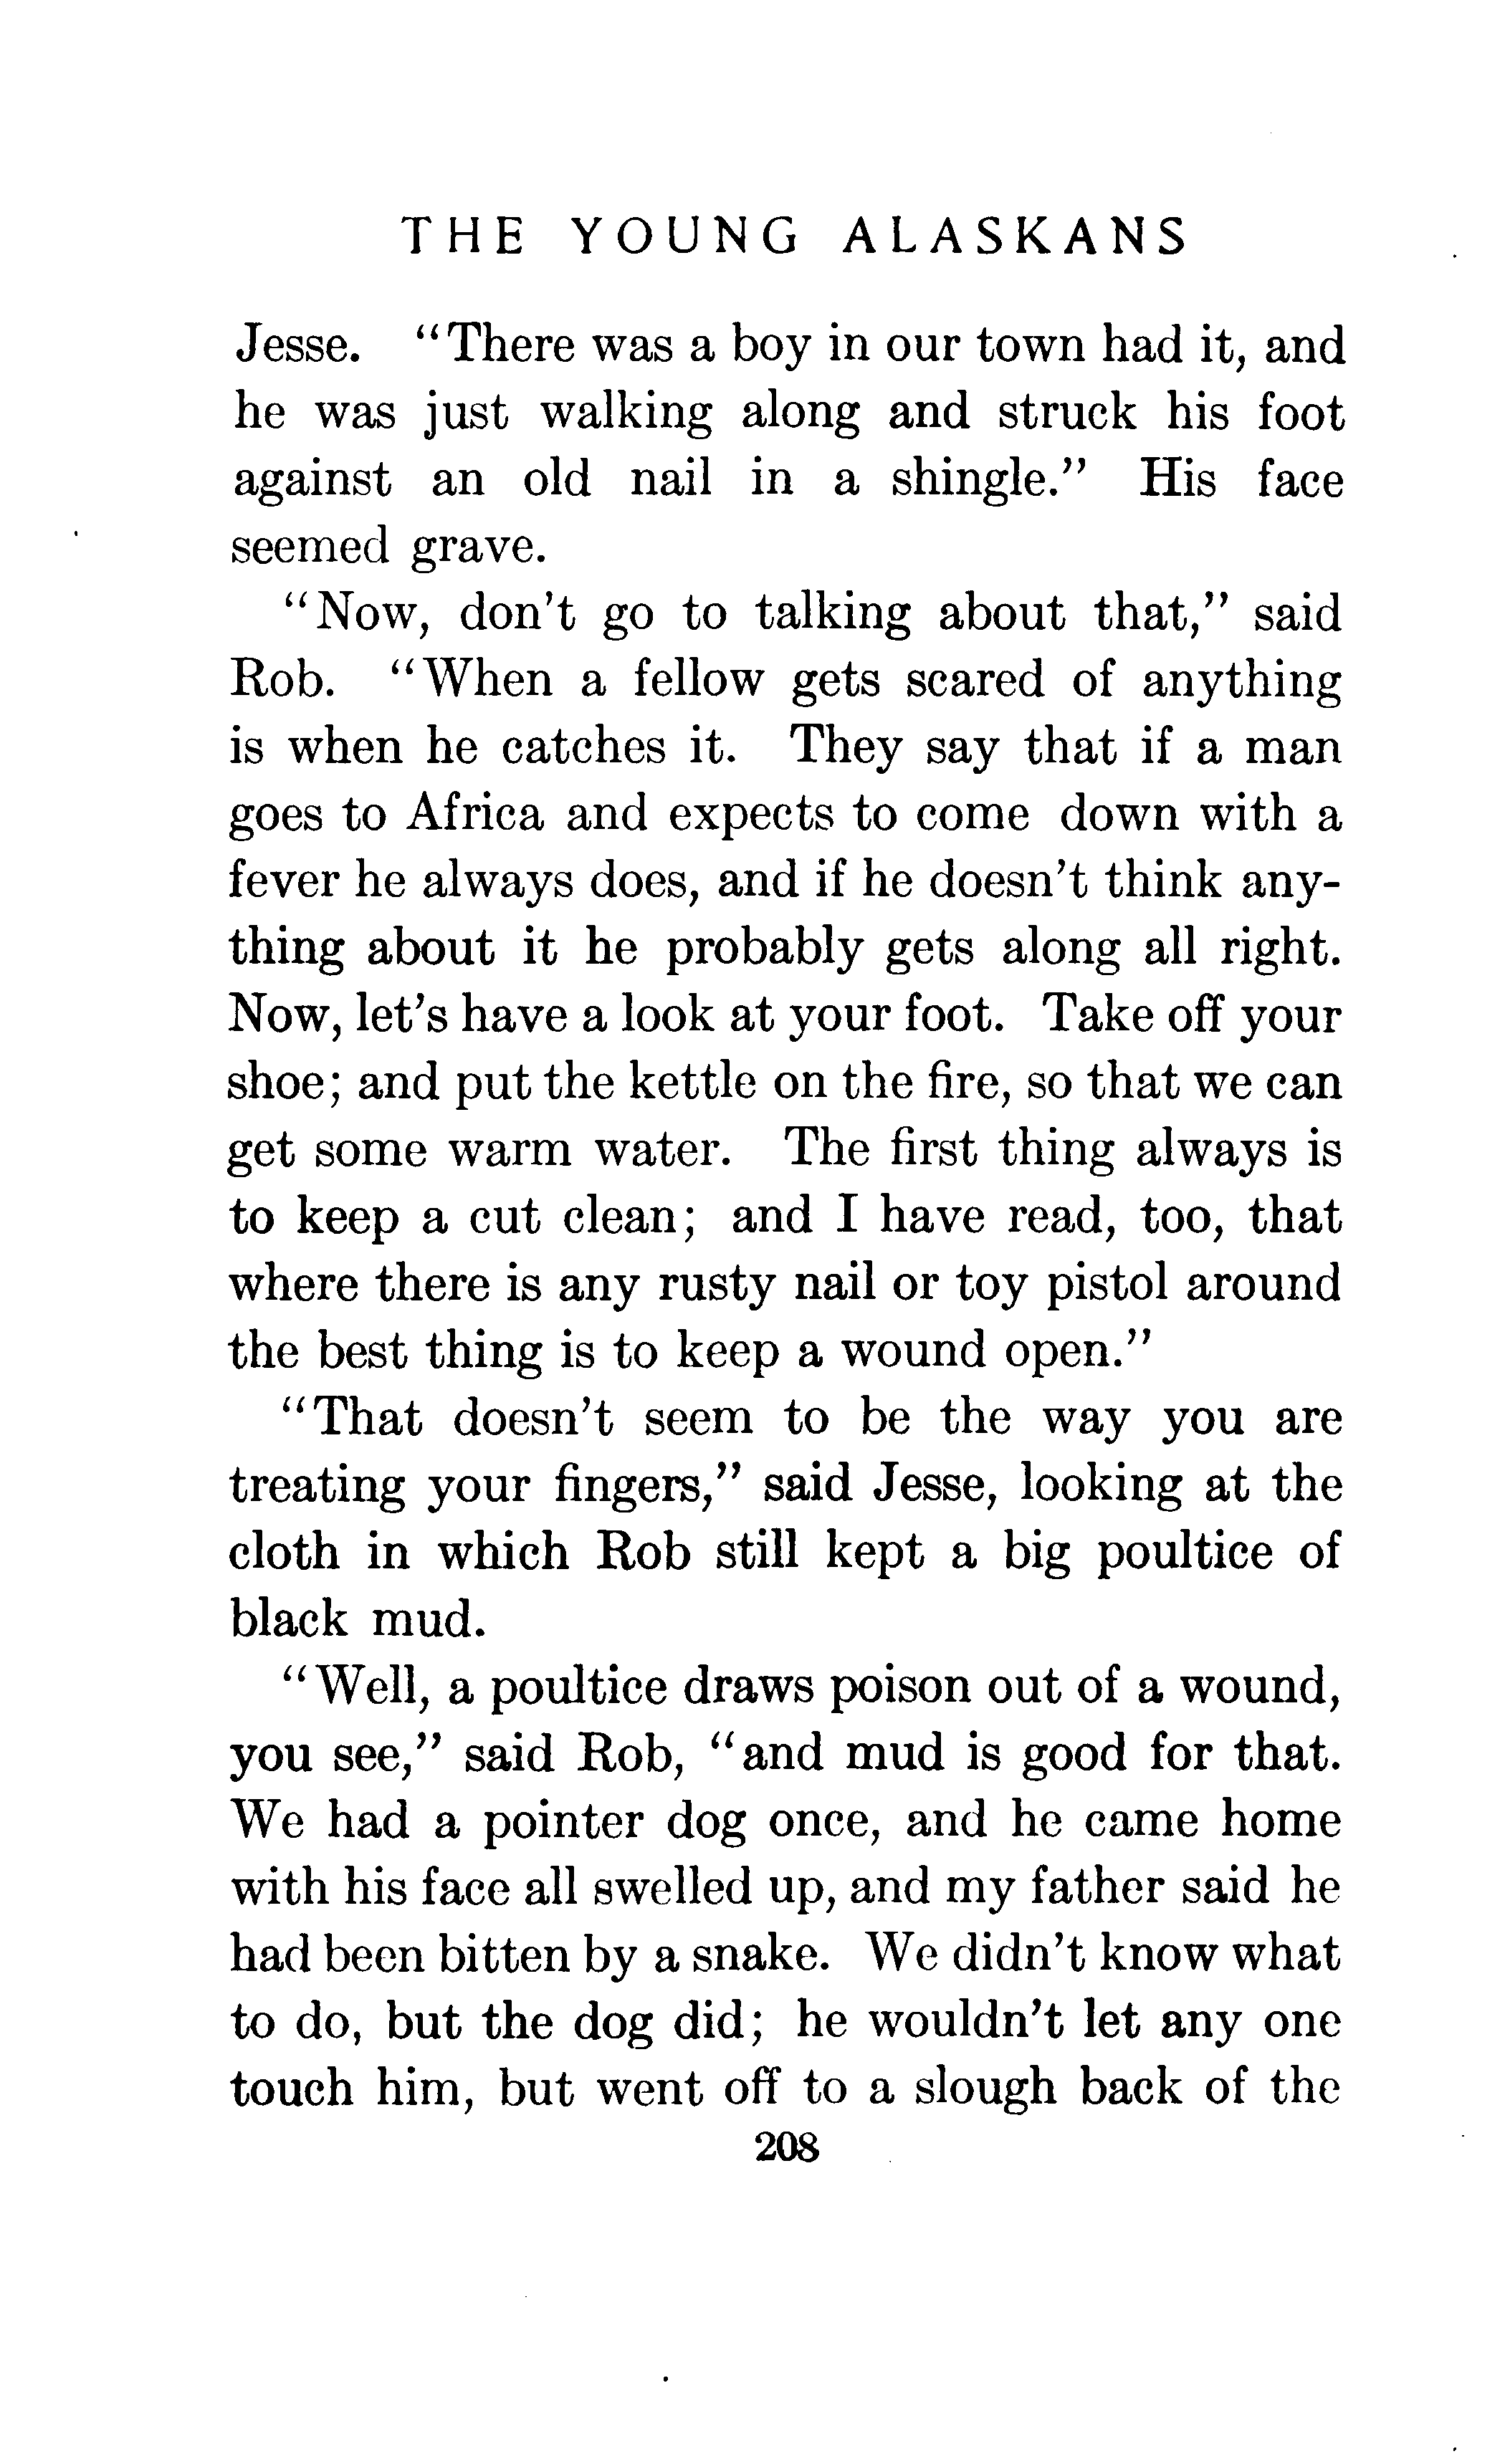 THE YOUNG ALASKANS
Jesse. "There was a boy in our town had it, and
he was just walking along and struck his foot
against an old nail in a shingle." His face
seemed grave.
"Now, don't go to talking about that," said
Rob. "When a fellow gets scared of anything
is when he catches it. They say that if a man
goes to Africa and expects to come down with a
fever he always does, and if he doesn't think any-
thing about it he probably gets along all right.
Now, let's have a look at your foot. Take off your
shoe; and put the kettle on the fire, so that we can
get some warm water. The first thing always is
to keep a cut clean; and I have read, too, that
where there is any rusty nail or toy pistol around
the best thing is to keep a wound open."
"That doesn't seem to be the way you are
treating your fingers," said Jesse, looking at the
cloth in which Rob still kept a big poultice of
black mud.
"Well, a poultice draws poison out of a wound,
you see," said Rob, "and mud is good for that.
We had a pointer dog once, and he came home
with his face all swelled up, and my father said he
had been bitten by a snake. We didn't know what
to do, but the dog did; he wouldn't let any one
touch him, but went off to a slough back of the
208